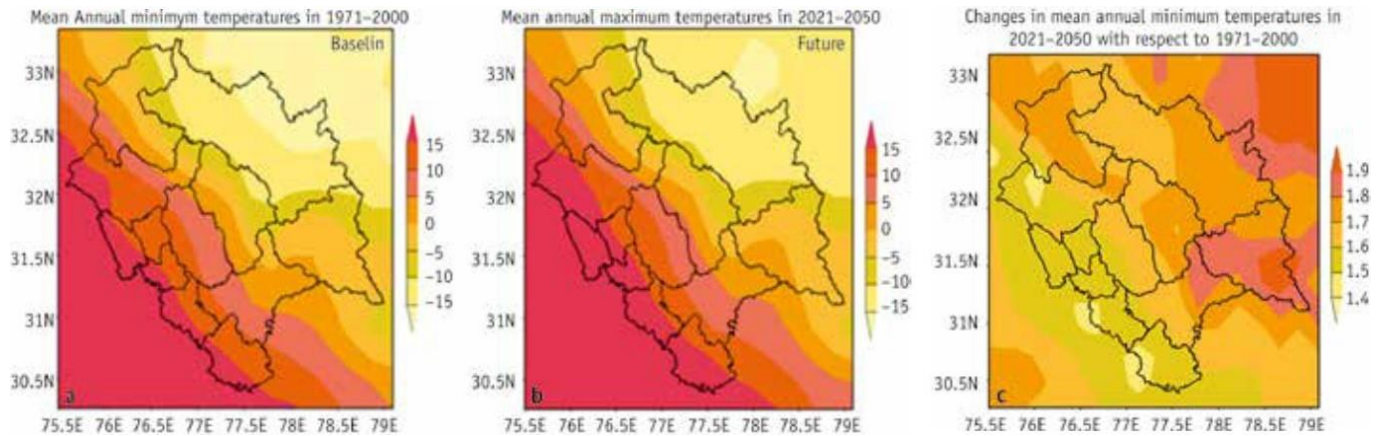 Mean Annual minimym temperatures in 1971–2000
Baselin
33N
32.5N
32N
31.5N
31N
30.5N
75.5E 76E 76.5E 77E 77.5E 78E 78.5E 79E
15
10
5
0
−5
−10
−15
a
Mean annual maximum temperatures in 2021–2050
Future
33N
32.5N
32N
31.5N
31N
30.5N
75.5E 76E 76.5E 77E 77.5E 78E 78.5E 79E
15
10
5
0
−5
−10
−15
b
Changes in mean annual minimum temperatures in
2021–2050 with respect to 1971–2000
33N
32.5N
32N
31.5N
31N
30.5N
75.5E 76E 76.5E 77E 77.5E 78E 78.5E 79E
1.9
1.8
1.7
1.6
1.5
1.4
c